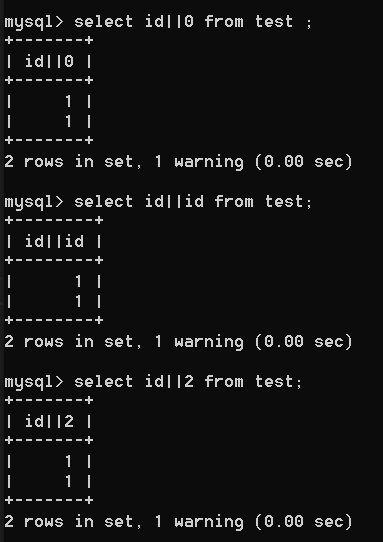 mysql> select id||0 from test ;
+-------+
| id||0 |
+-------+
|     1 |
|     1 |
+-------+
2 rows in set, 1 warning (0.00 sec)
mysql> select id||id from test;
+--------+
| id||id |
+--------+
|      1 |
|      1 |
+--------+
2 rows in set, 1 warning (0.00 sec)
mysql> select id||2 from test;
+-------+
| id||2 |
+-------+
|     1 |
|     1 |
+-------+
2 rows in set, 1 warning (0.00 sec)